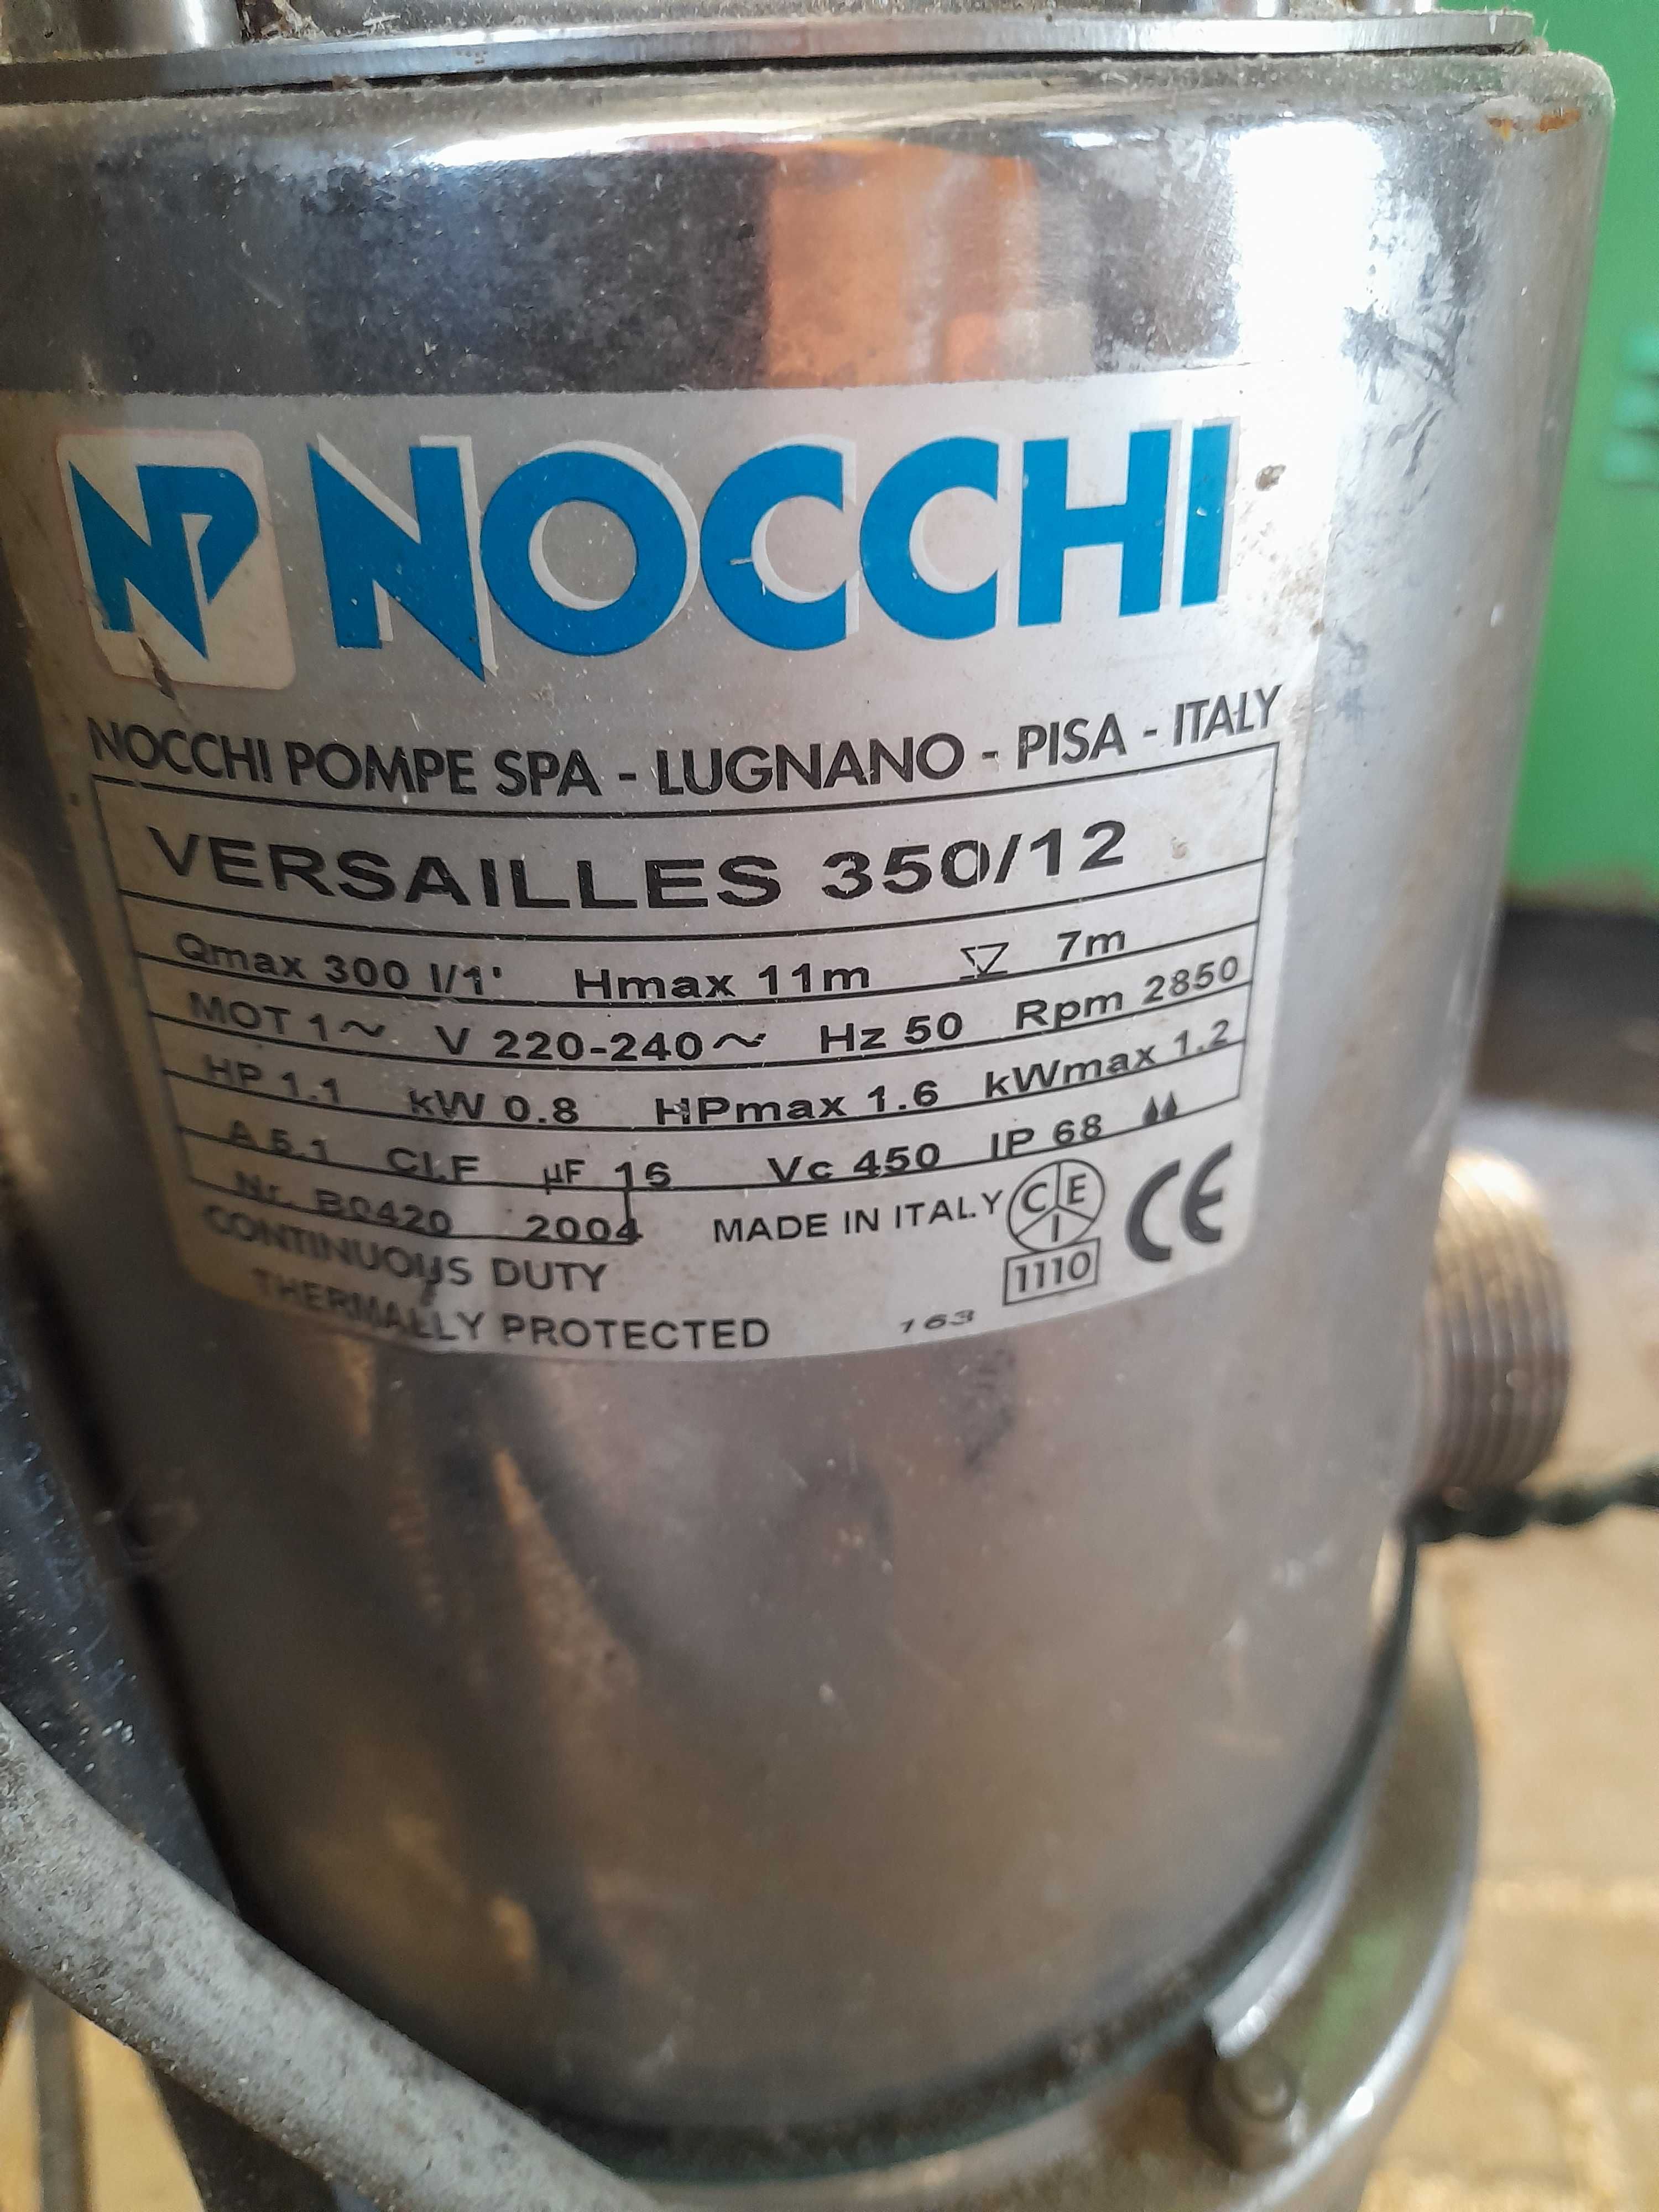 NP NOCCHI
NOCCHI POMPE SPA - LUGNANO - PISA - ITALY
VERSAILLES 350/12
Qmax 300 l/1' Hmax 11m 7m
MOT 1~ V 220-240~ Hz 50 Rpm 2850
HP 1.1 kW 0.8 HPmax 1.6 kWmax 1.2
A 5.1 CI.F µF 16 Vc 450 IP 68
Nr. B0420 2004 MADE IN ITALY CEI CE
CONTINUOUS DUTY 1110
THERMALLY PROTECTED 163